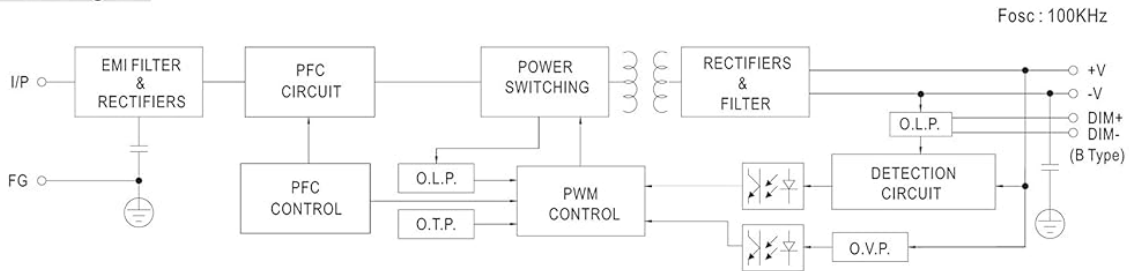 Fosc : 100KHz
I/P
EMI FILTER
&
RECTIFIERS
PFC
CIRCUIT
POWER
SWITCHING
RECTIFIERS
&
FILTER
+V
-V
DIM+
DIM-
(B Type)
O.L.P.
FG
PFC
CONTROL
O.L.P.
O.T.P.
PWM
CONTROL
DETECTION
CIRCUIT
O.V.P.